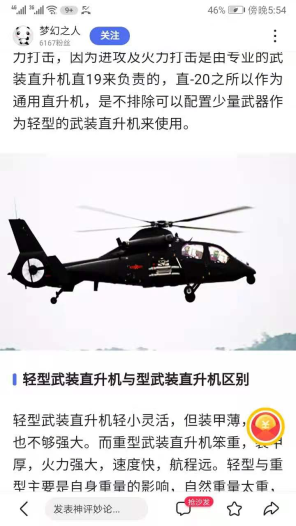 46% 傍晚5:54
梦幻之人
6167粉丝
关注
力打击，因为进攻及火力打击是由专业的武
装直升机直19来负责的，直-20之所以作为
通用直升机，是不排除可以配置少量武器作
为轻型的武装直升机来使用。
轻型武装直升机与型武装直升机区别
轻型武装直升机轻小灵活，但装甲薄，
也不够强大。而重型武装直升机笨重，装甲
厚，火力强大，速度快，航程远。轻型与重
型主要是自身重量的影响，自然重量太重，
发表神评妙论...
抢沙发